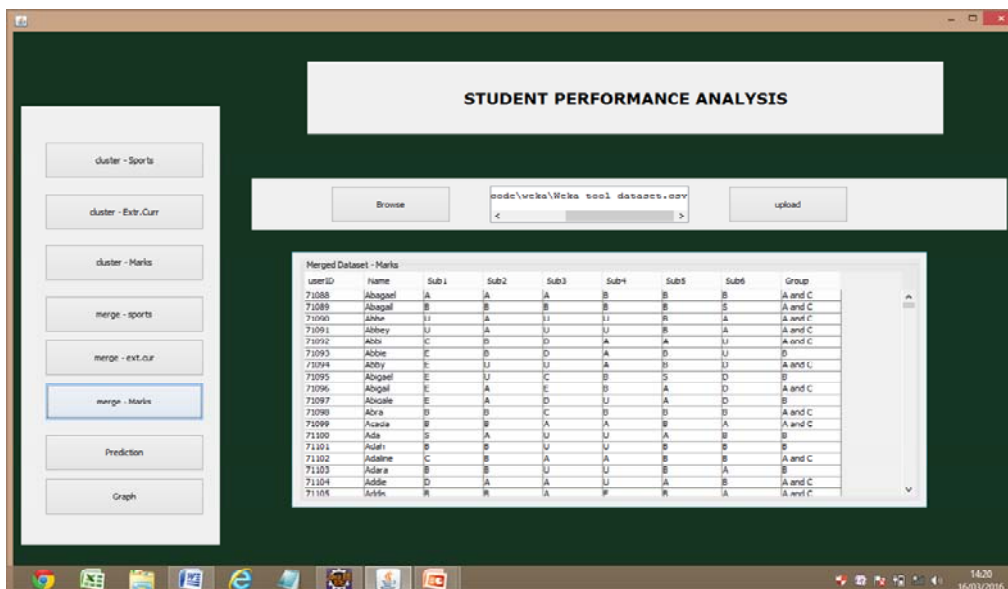 STUDENT PERFORMANCE ANALYSIS
cluster - Sports
cluster - Extr.Curr
cluster - Marks
merge - sports
merge - ext.cur
merge - Marks
Prediction
Graph
Browse
code\weka\Weka tool dataset.csv
upload
Merged Dataset - Marks
userID Name Sub1 Sub2 Sub3 Sub4 Sub5 Sub6 Group
71088 Abagael A A A B B B A and C
71089 Abagail B B B B B S A and C
71090 Abbe U A U U B A A and C
71091 Abbey U A U U B A A and C
71092 Abbi C B D A A U A and C
71093 Abbie E B D A B U B
71094 Abby E U U A B D A and C
71095 Abigael E U C B S D B
71096 Abigail E A E B A D A and C
71097 Abigale E A D U A D B
71098 Abra B B C B B B A and C
71099 Acacia B B A A B A A and C
71100 Ada S A U U A B B
71101 Adah B B U U B B B
71102 Adaline C B A A B B A and C
71103 Adara B B U U B A B
71104 Addie D A A U A B A and C
71105 Addis B B A F B A A and C
14:20
16/03/2016